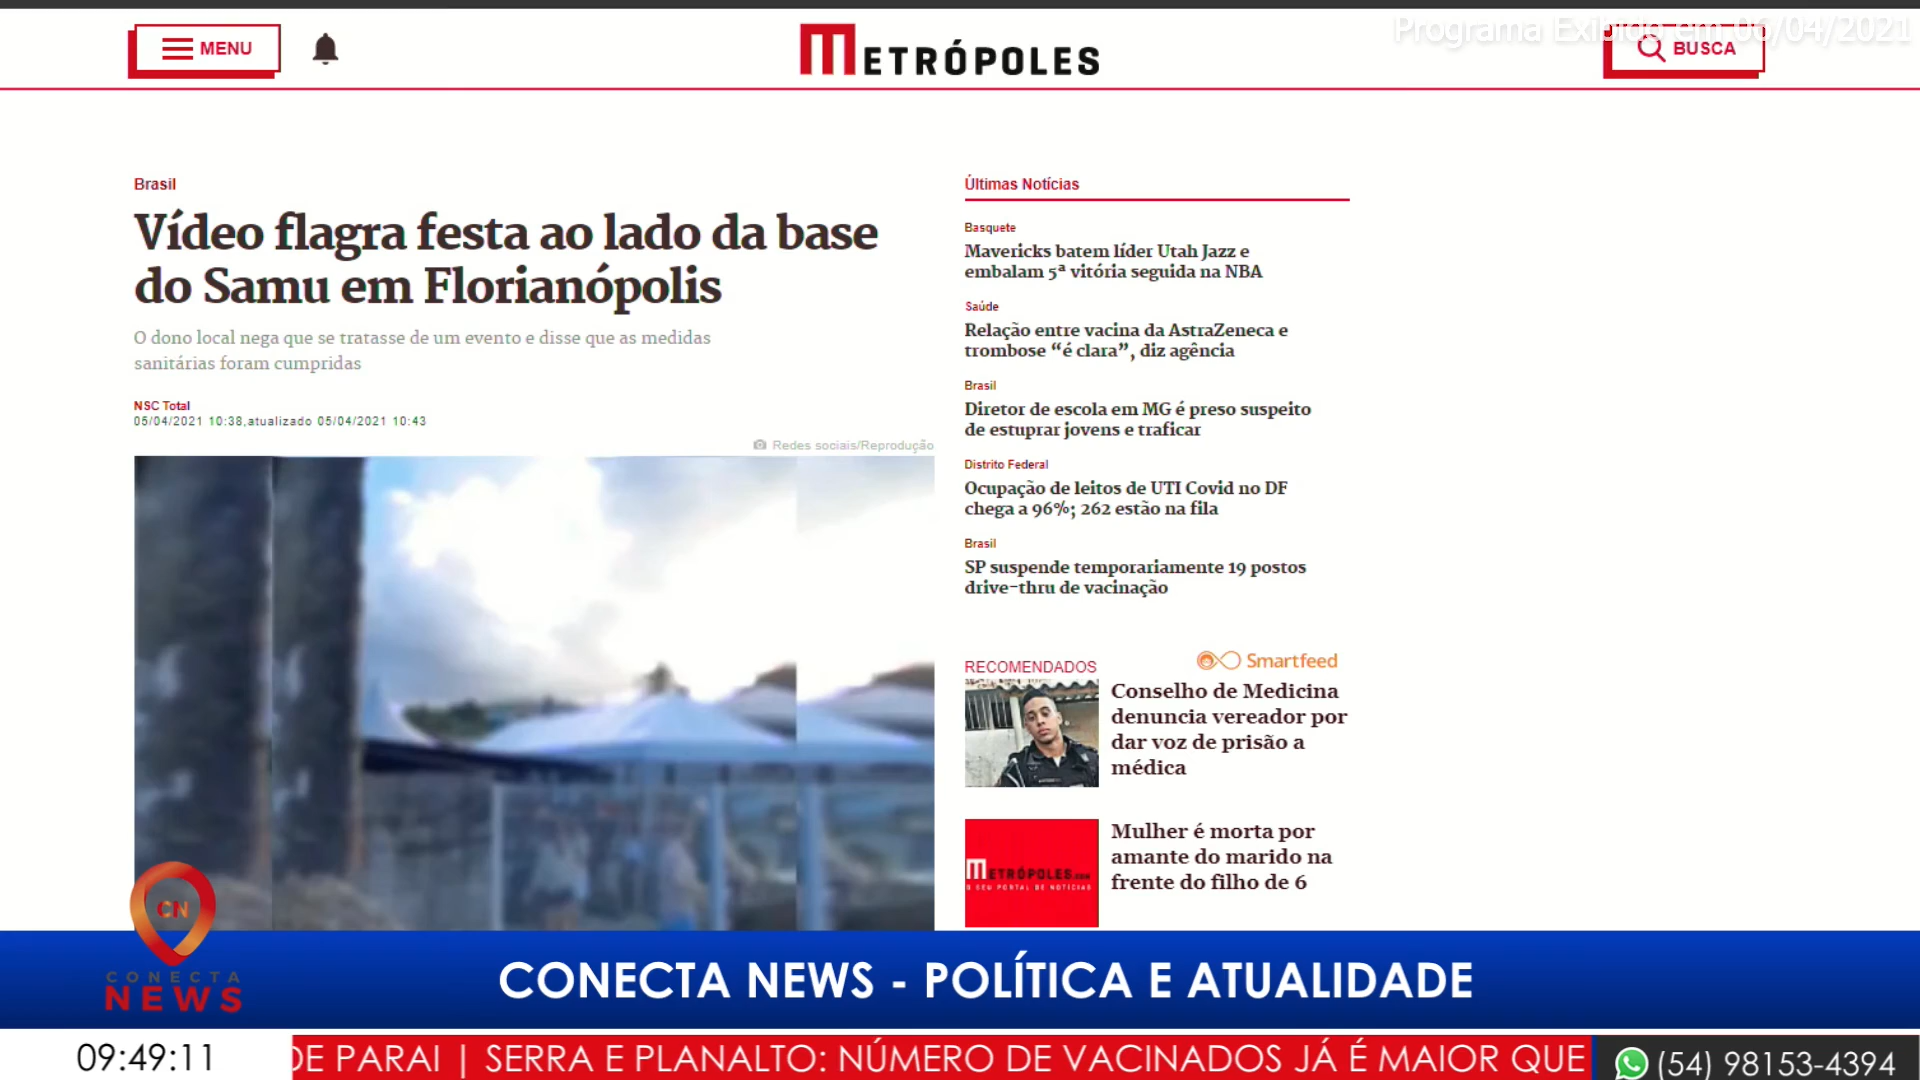 Programa Exibido em 06/04/2021
MENU
METRÓPOLES
BUSCA
Brasil
Vídeo flagra festa ao lado da base
do Samu em Florianópolis
O dono local nega que se tratasse de um evento e disse que as medidas
sanitárias foram cumpridas
NSC Total
05/04/2021 10:38,atualizado 05/04/2021 10:43
Redes sociais/Reprodução
Últimas Notícias
Basquete
Mavericks batem líder Utah Jazz e
embalam 5ª vitória seguida na NBA
Saúde
Relação entre vacina da AstraZeneca e
trombose “é clara”, diz agência
Brasil
Diretor de escola em MG é preso suspeito
de estuprar jovens e traficar
Distrito Federal
Ocupação de leitos de UTI Covid no DF
chega a 96%; 262 estão na fila
Brasil
SP suspende temporariamente 19 postos
drive-thru de vacinação
RECOMENDADOS
Smartfeed
Conselho de Medicina
denuncia vereador por
dar voz de prisão a
médica
METRÓPOLES.COM
O SEU PORTAL DE NOTÍCIAS
Mulher é morta por
amante do marido na
frente do filho de 6
CN
CONECTA
NEWS
CONECTA NEWS - POLÍTICA E ATUALIDADE
09:49:11
DE PARAI | SERRA E PLANALTO: NÚMERO DE VACINADOS JÁ É MAIOR QUE
(54) 98153-4394